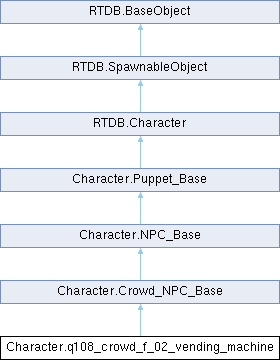 RTDB.BaseObject
RTDB.SpawnableObject
RTDB.Character
Character.Puppet_Base
Character.NPC_Base
Character.Crowd_NPC_Base
Character.q108_crowd_f_02_vending_machine